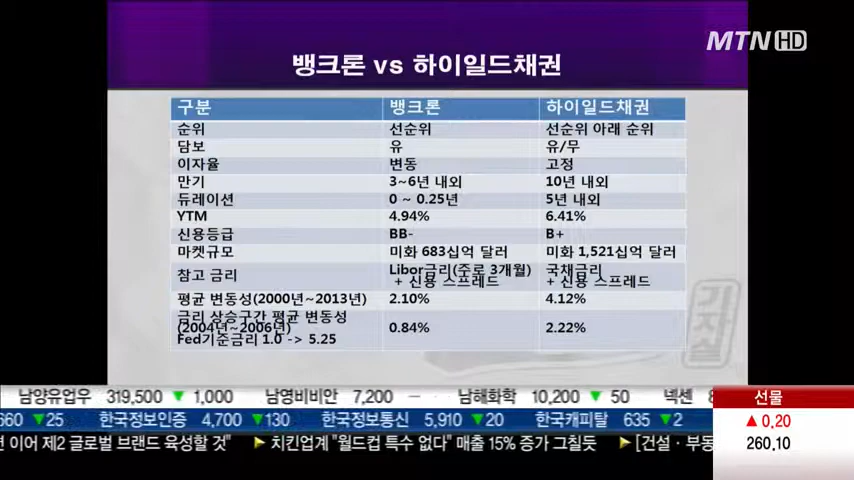 MTN HD
뱅크론 vs 하이일드채권
구분 뱅크론 하이일드채권
순위 선순위 선순위 아래 순위
담보 유 유/무
이자율 변동 고정
만기 3~6년 내외 10년 내외
듀레이션 0 ~ 0.25년 5년 내외
YTM 4.94% 6.41%
신용등급 BB- B+
마켓규모 미화 683십억 달러 미화 1,521십억 달러
참고 금리 Libor금리(주로 3개월) + 신용 스프레드 국채금리 + 신용 스프레드
평균 변동성(2000년~2013년) 2.10% 4.12%
금리 상승구간 평균 변동성
(2004년~2006년) 0.84% 2.22%
Fed기준금리 1.0 -> 5.25
기자실
남양유업우 319,500 ▼ 1,000 남영비비안 7,200 — 남해화학 10,200 ▼ 50 넥센
선물
660 ▼25 한국정보인증 4,700 ▼130 한국정보통신 5,910 ▼20 한국캐피탈 635 ▼2
▲ 0,20
이어 제2 글로벌 브랜드 육성할 것" ▶ 치킨업계 "월드컵 특수 없다" 매출 15% 증가 그칠듯 ▶ [건설 · 부동
260.10